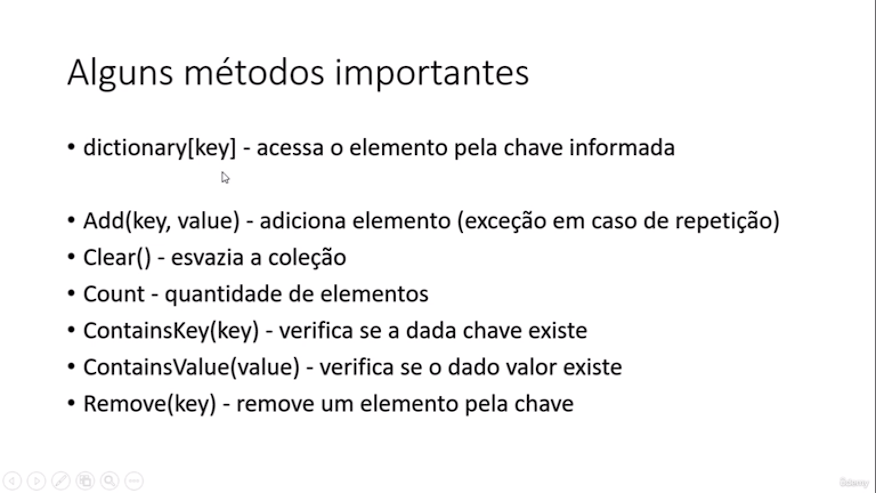 Alguns métodos importantes
• dictionary[key] - acessa o elemento pela chave informada
• Add(key, value) - adiciona elemento (exceção em caso de repetição)
• Clear() - esvazia a coleção
• Count - quantidade de elementos
• ContainsKey(key) - verifica se a dada chave existe
• ContainsValue(value) - verifica se o dado valor existe
• Remove(key) - remove um elemento pela chave
ûdemy